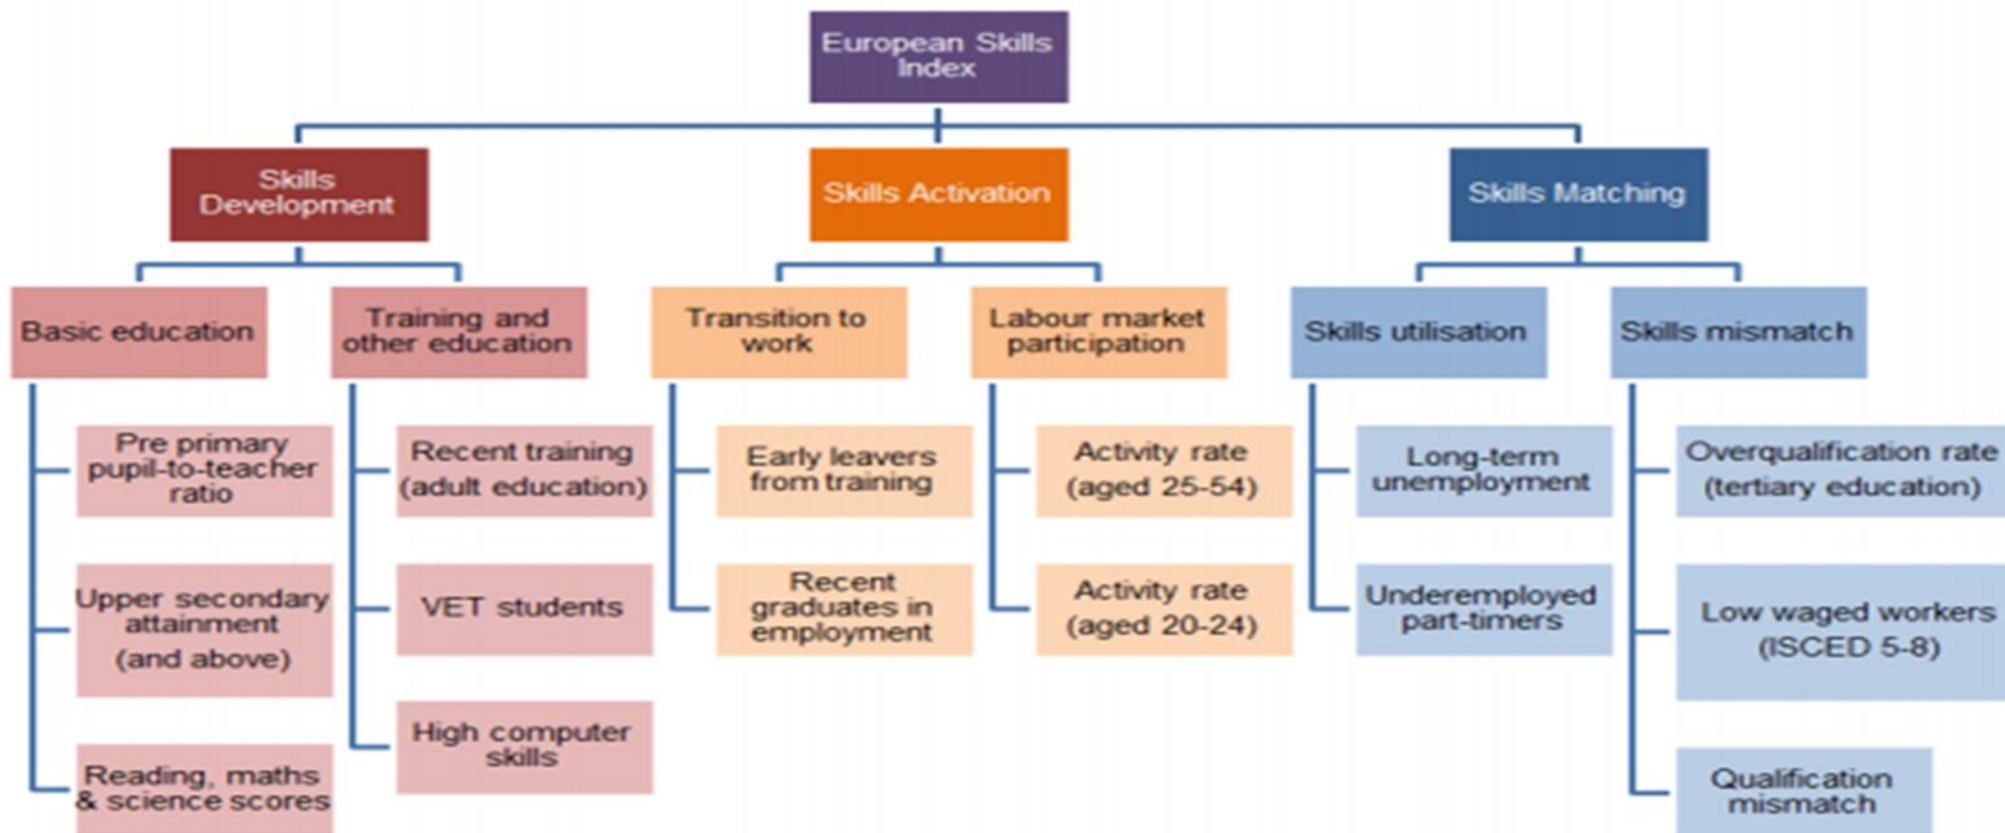 European Skills
Index
Skills
Development
Skills Activation
Skills Matching
Basic education
Training and
other education
Transition to
work
Labour market
participation
Skills utilisation
Skills mismatch
Pre primary
pupil-to-teacher
ratio
Recent training
(adult education)
Early leavers
from training
Activity rate
(aged 25-54)
Long-term
unemployment
Overqualification rate
(tertiary education)
Upper secondary
attainment
(and above)
VET students
Recent
graduates in
employment
Activity rate
(aged 20-24)
Underemployed
part-timers
Low waged workers
(ISCED 5-8)
Reading, maths
& science scores
High computer
skills
Qualification
mismatch